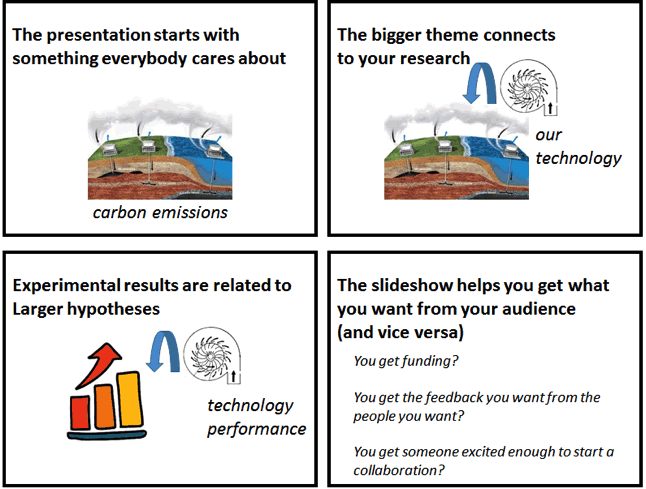 The presentation starts with
something everybody cares about
carbon emissions
The bigger theme connects
to your research
our
technology
Experimental results are related to
Larger hypotheses
technology
performance
The slideshow helps you get what
you want from your audience
(and vice versa)
You get funding?
You get the feedback you want from the
people you want?
You get someone excited enough to start a
collaboration?